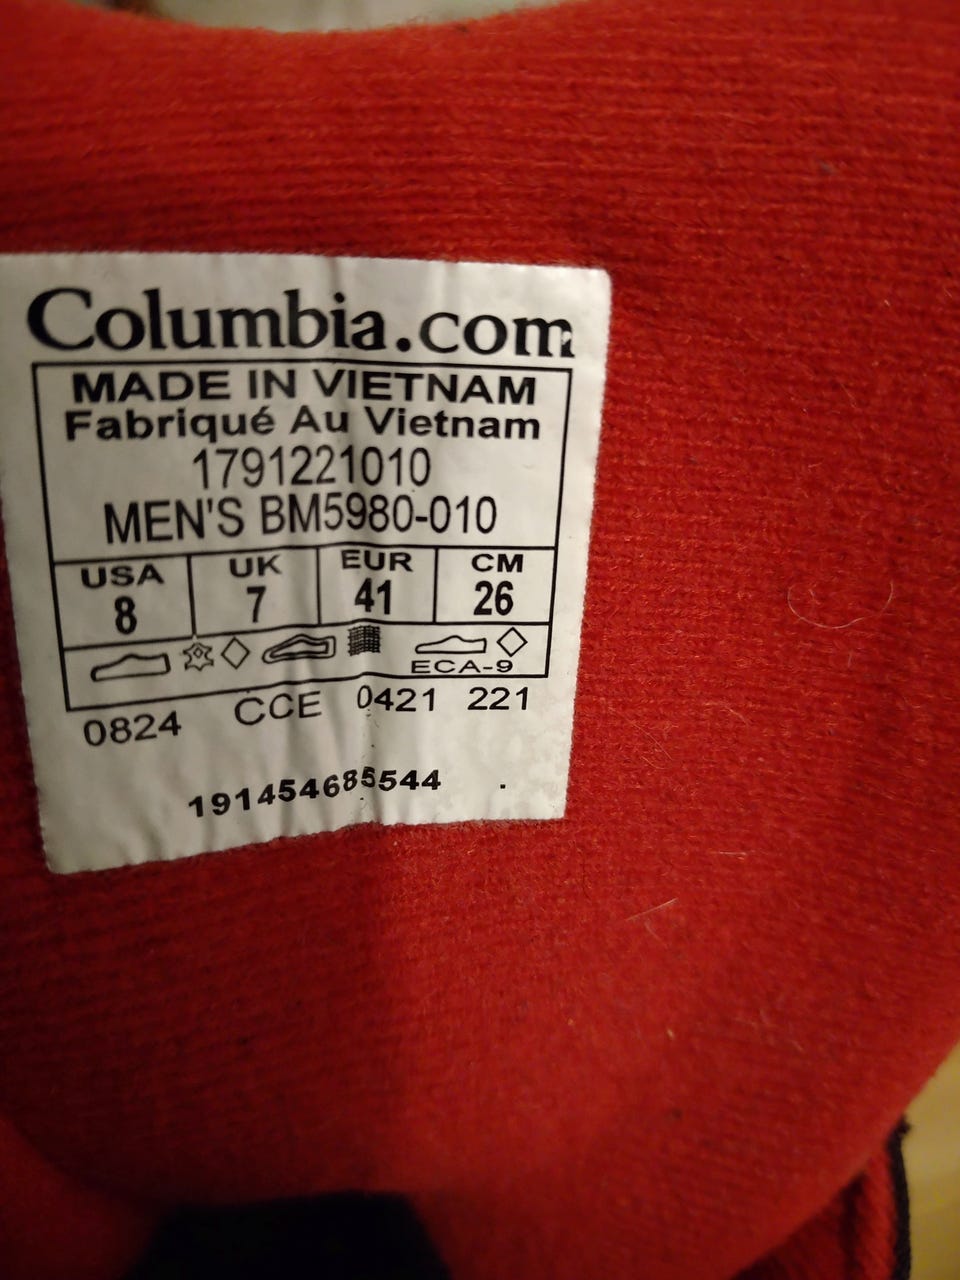 Columbia.com
MADE IN VIETNAM
Fabriqué Au Vietnam
1791221010
MEN'S BM5980-010
USA UK EUR CM
8 7 41 26
ECA-9
0824 CCE 0421 221
191454685544 .